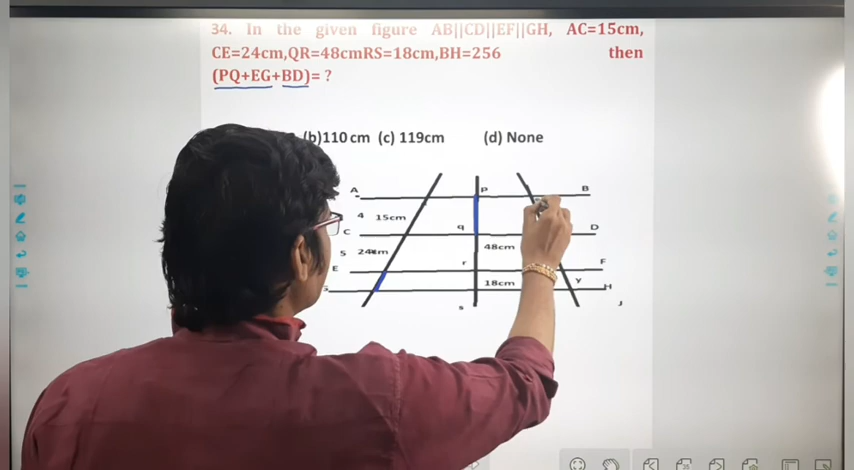 34. In the given figure AB||CD||EF||GH, AC=15cm,
CE=24cm,QR=48cmRS=18cm,BH=256 then
(PQ+EG+BD)= ?
(b)110 cm (c) 119cm (d) None
A P B
4 15cm
C q D
5 24cm 48cm
E r F
18cm y H
s J